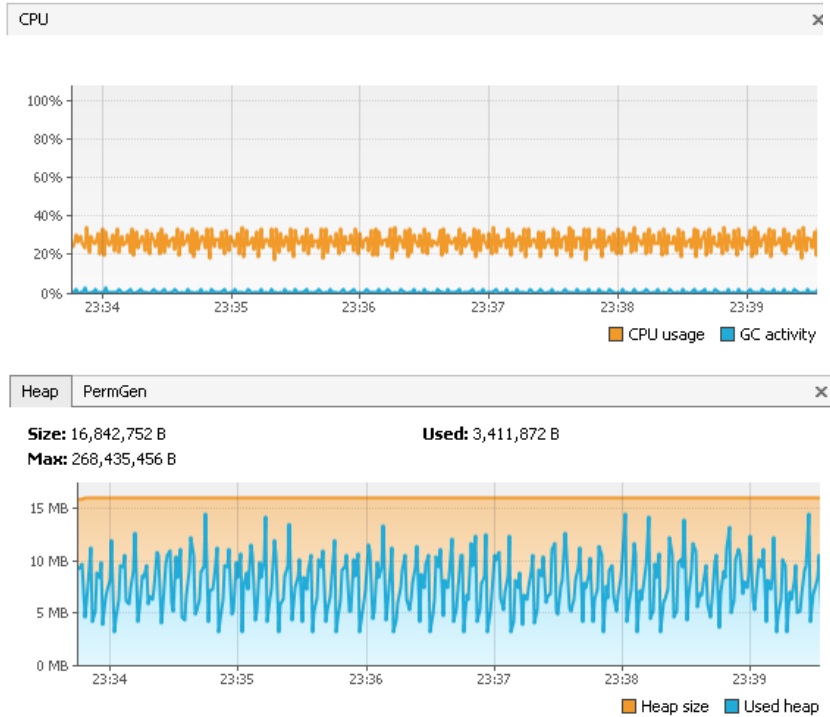 CPU
100%
80%
60%
40%
20%
0%
23:34 23:35 23:36 23:37 23:38 23:39
CPU usage GC activity
Heap PermGen
Size: 16,842,752 B Used: 3,411,872 B
Max: 268,435,456 B
15 MB
10 MB
5 MB
0 MB
23:34 23:35 23:36 23:37 23:38 23:39
Heap size Used heap